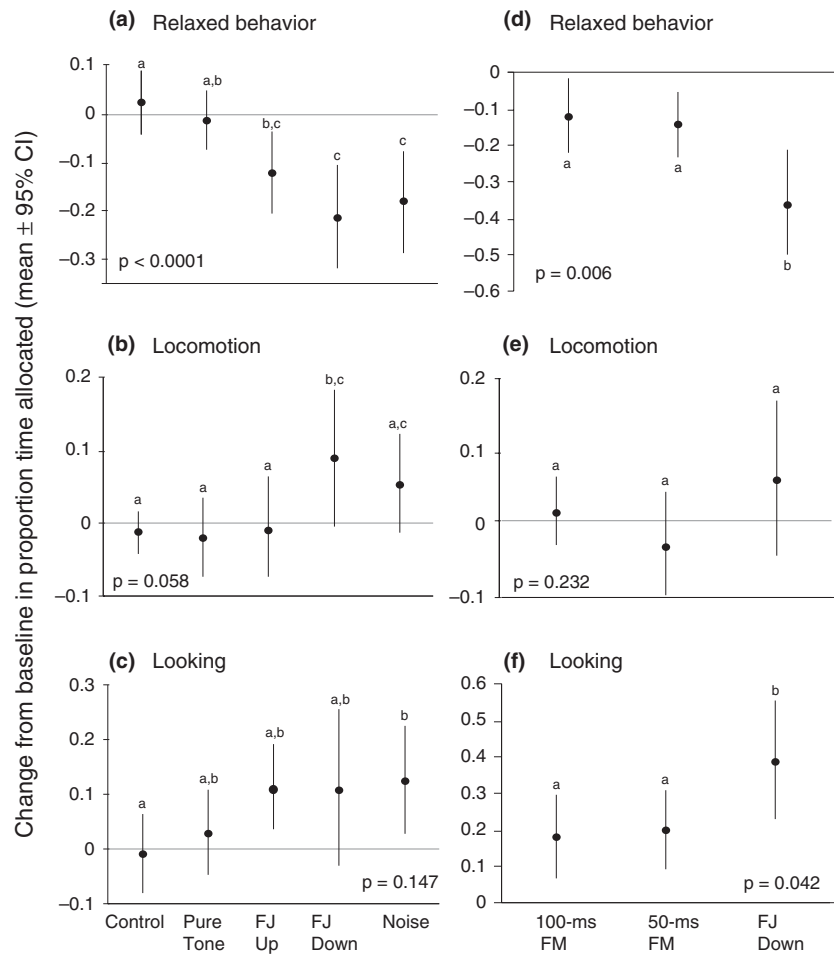 Change from baseline in proportion time allocated (mean ± 95% CI)
(a) Relaxed behavior
0.1
0
–0.1
–0.2
–0.3
a
a,b
b,c
c
c
p < 0.0001
(b) Locomotion
0.2
0.1
0
–0.1
a
a
a
b,c
a,c
p = 0.058
(c) Looking
0.3
0.2
0.1
0
–0.1
a
a,b
a,b
a,b
b
p = 0.147
Control
Pure Tone
FJ Up
FJ Down
Noise
(d) Relaxed behavior
0
–0.1
–0.2
–0.3
–0.4
–0.5
–0.6
a
a
b
p = 0.006
(e) Locomotion
0.2
0.1
0
–0.1
a
a
a
p = 0.232
(f) Looking
0.6
0.5
0.4
0.3
0.2
0.1
0
a
a
b
p = 0.042
100-ms FM
50-ms FM
FJ Down